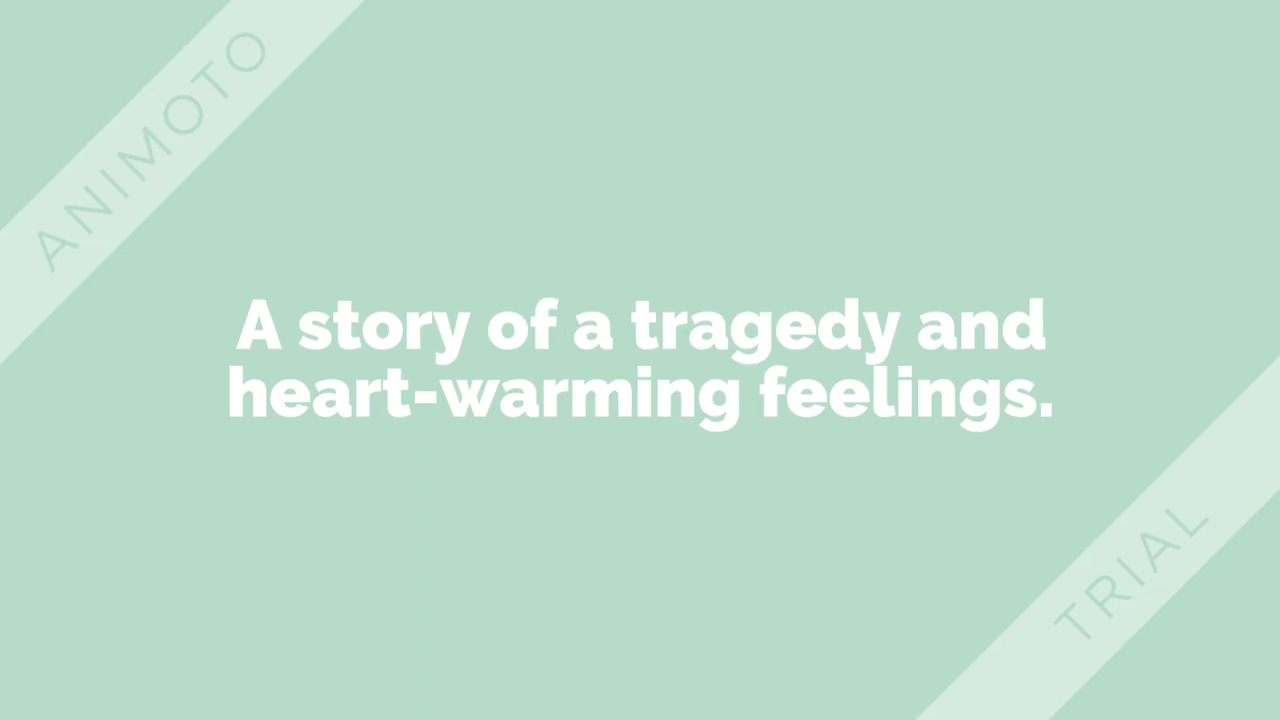 ANIMOTO
A story of a tragedy and
heart-warming feelings.
TRIAL